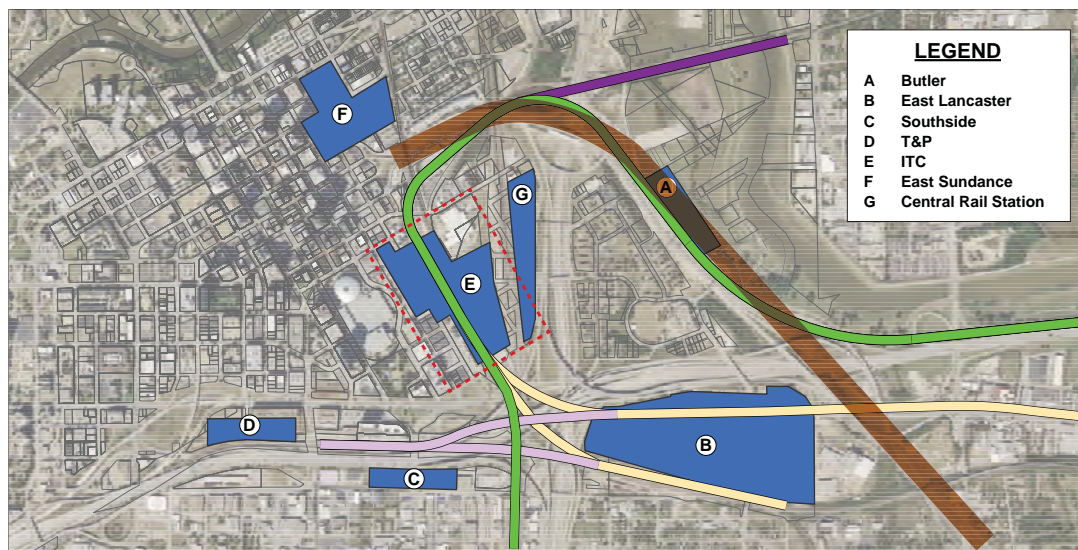 LEGEND
A Butler
B East Lancaster
C Southside
D T&P
E ITC
F East Sundance
G Central Rail Station
F
A
G
E
D
B
C